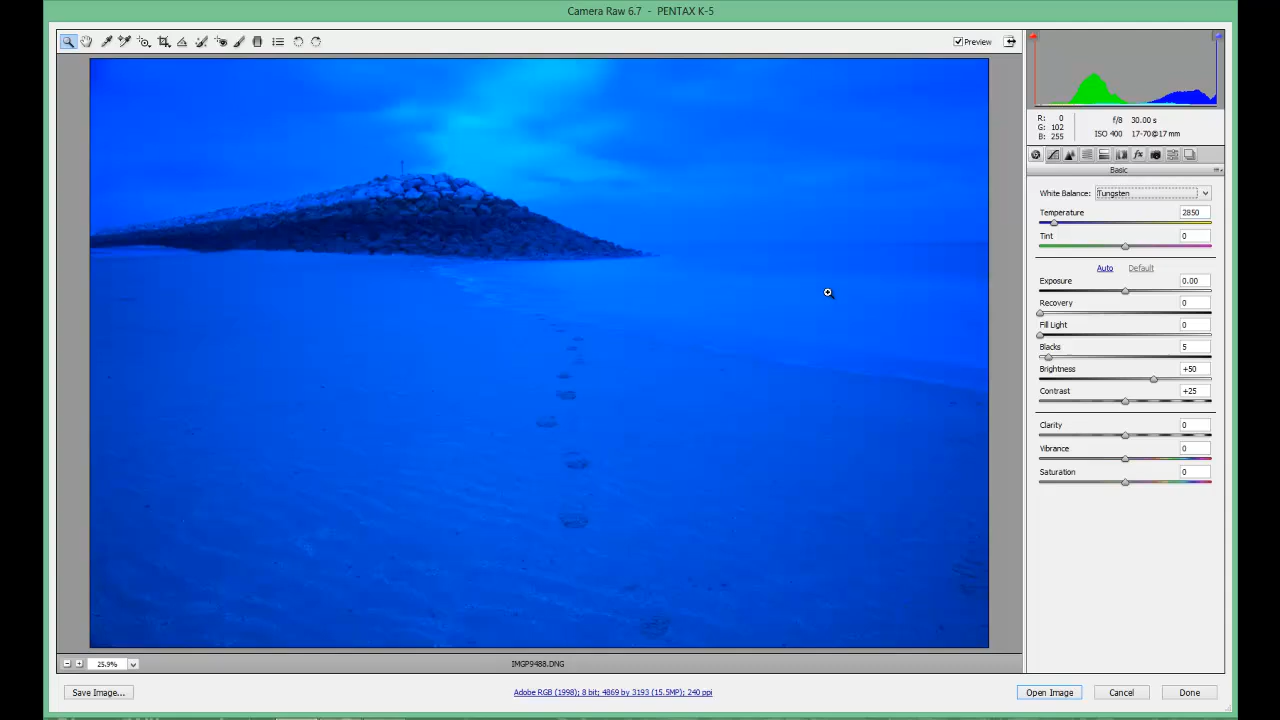 Camera Raw 6.7 - PENTAX K-5
Preview
R: 0
G: 102
B: 255
f/8 30.00 s
ISO 400 17-70@17 mm
Basic
White Balance: Tungsten
Temperature 2850
Tint 0
Auto Default
Exposure 0.00
Recovery 0
Fill Light 0
Blacks 5
Brightness +50
Contrast +25
Clarity 0
Vibrance 0
Saturation 0
25.9% IMGP9488.DNG
Save Image... Adobe RGB (1998); 8 bit; 4869 by 3193 (15.5MP); 240 ppi Open Image Cancel Done